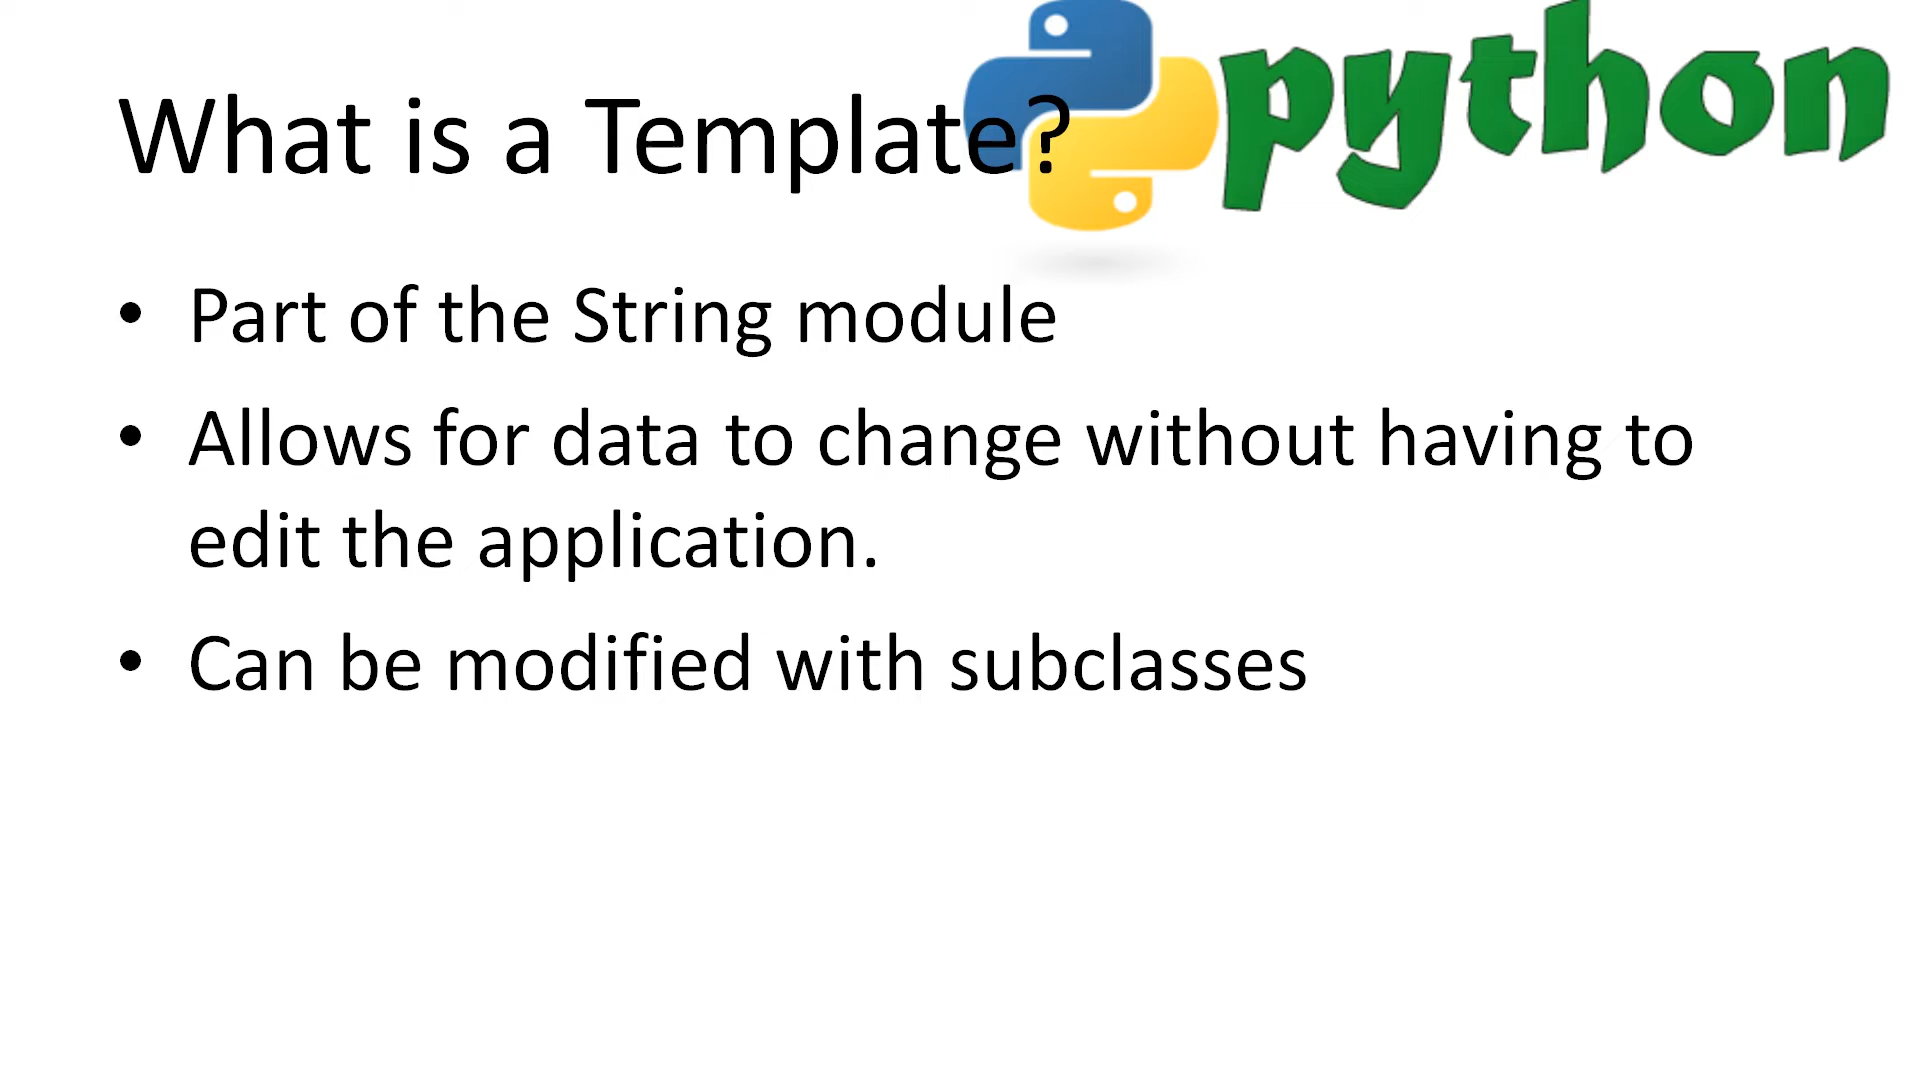 python
What is a Template?
• Part of the String module
• Allows for data to change without having to
edit the application.
• Can be modified with subclasses